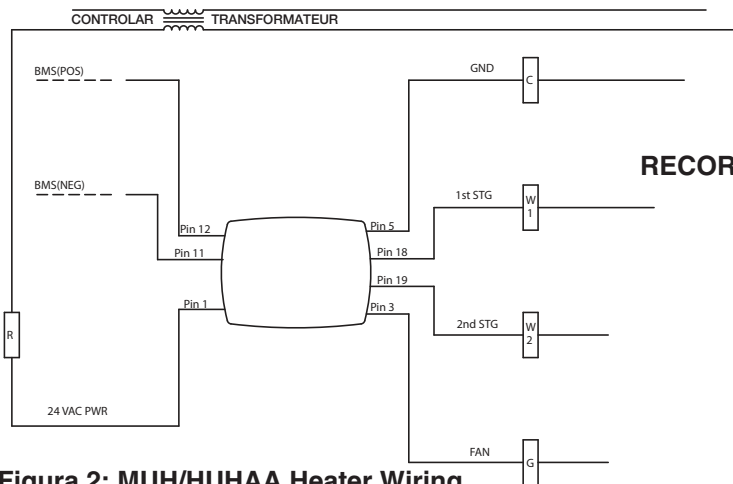 CONTROLAR TRANSFORMATEUR
BMS(POS)
GND
C
RECOR
BMS(NEG)
1st STG
W
1
Pin 12
Pin 5
Pin 11
Pin 18
Pin 19
Pin 1
Pin 3
R
2nd STG
W
2
24 VAC PWR
FAN
G
Figura 2: MUH/HUHAA Heater Wiring